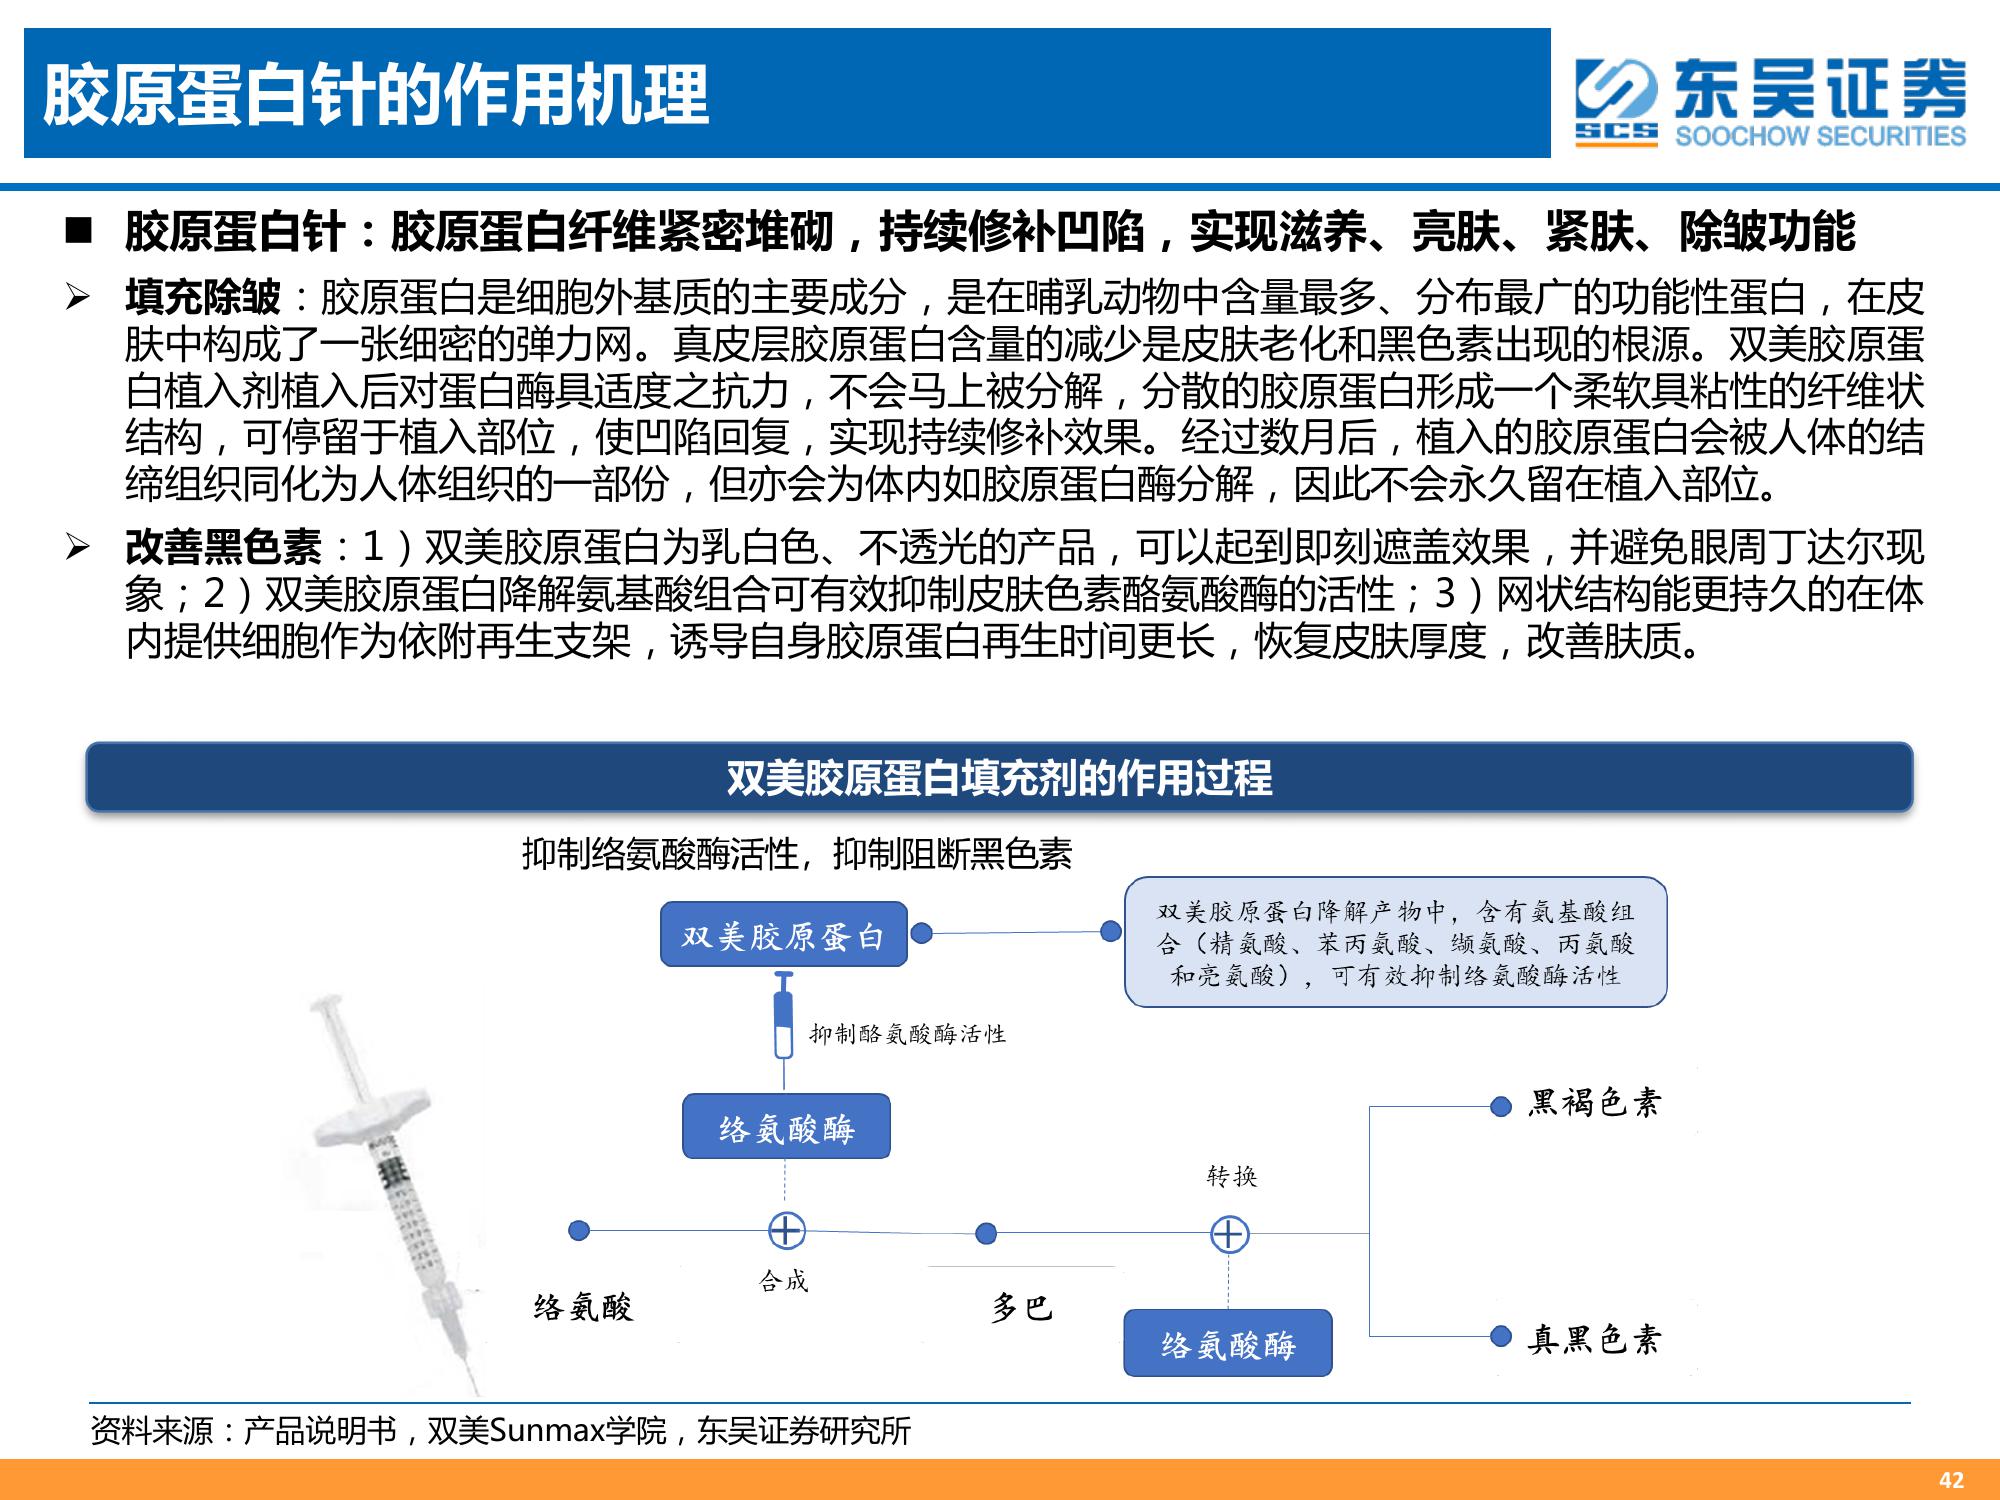 胶原蛋白针的作用机理
东吴证券
SCS
SOOCHOW SECURITIES
■ 胶原蛋白针：胶原蛋白纤维紧密堆砌，持续修补凹陷，实现滋养、亮肤、紧肤、除皱功能
➢ 填充除皱：胶原蛋白是细胞外基质的主要成分，是在哺乳动物中含量最多、分布最广的功能性蛋白，在皮
肤中构成了一张细密的弹力网。真皮层胶原蛋白含量的减少是皮肤老化和黑色素出现的根源。双美胶原蛋
白植入剂植入后对蛋白酶具适度之抗力，不会马上被分解，分散的胶原蛋白形成一个柔软具粘性的纤维状
结构，可停留于植入部位，使凹陷回复，实现持续修补效果。经过数月后，植入的胶原蛋白会被人体的结
缔组织同化为人体组织的一部份，但亦会为体内如胶原蛋白酶分解，因此不会永久留在植入部位。
➢ 改善黑色素：1）双美胶原蛋白为乳白色、不透光的产品，可以起到即刻遮盖效果，并避免眼周丁达尔现
象；2）双美胶原蛋白降解氨基酸组合可有效抑制皮肤色素酪氨酸酶的活性；3）网状结构能更持久的在体
内提供细胞作为依附再生支架，诱导自身胶原蛋白再生时间更长，恢复皮肤厚度，改善肤质。
双美胶原蛋白填充剂的作用过程
抑制络氨酸酶活性，抑制阻断黑色素
双美胶原蛋白
双美胶原蛋白降解产物中，含有氨基酸组
合（精氨酸、苯丙氨酸、缬氨酸、丙氨酸
和亮氨酸），可有效抑制络氨酸酶活性
抑制酪氨酸酶活性
络氨酸酶
黑褐色素
转换
合成
络氨酸
多巴
络氨酸酶
真黑色素
资料来源：产品说明书，双美Sunmax学院，东吴证券研究所
42